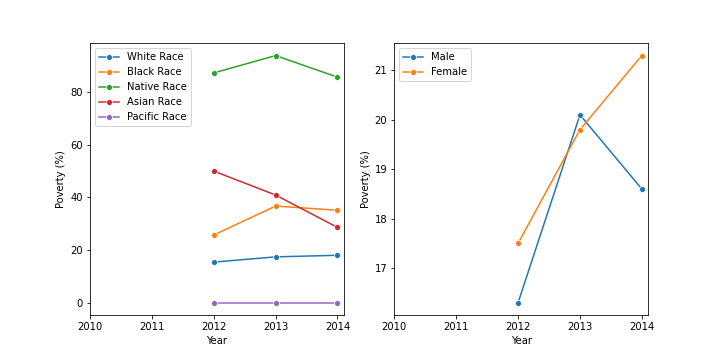 White Race
Black Race
Native Race
Asian Race
Pacific Race
80
60
40
20
0
Poverty (%)
2010 2011 2012 2013 2014
Year
Male
Female
21
20
19
18
17
Poverty (%)
2010 2011 2012 2013 2014
Year